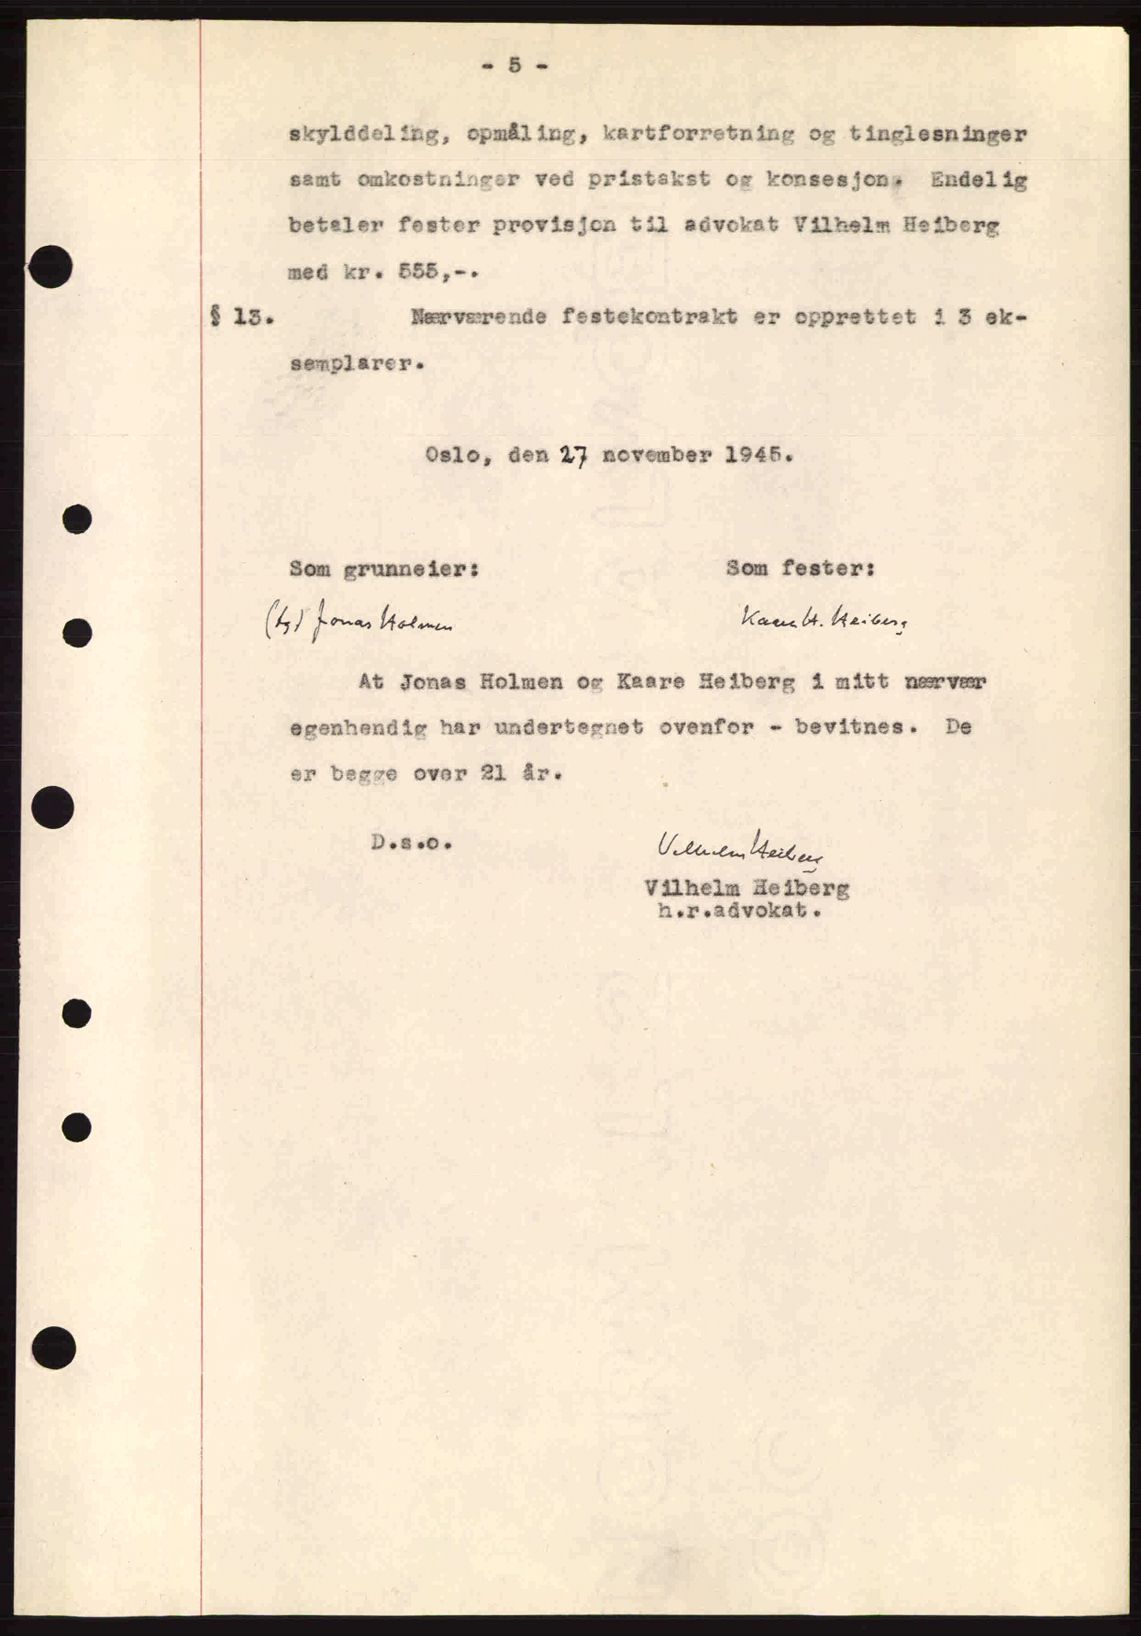 - 5 -
skylddeling, opmåling, kartforretning og tinglesninger
samt omkostninger ved pristakst og konsesjon. Endelig
betaler fester provisjon til advokat Vilhelm Heiberg
med kr. 555,-.
§ 13. Nærværende festekontrakt er opprettet i 3 ek-
semplarer.
Oslo, den 27 november 1945.
Som grunneier: Som fester:
Jonas Holmen Kaare H. Heiberg
At Jonas Holmen og Kaare Heiberg i mitt nærvær
egenhendig har undertegnet ovenfor - bevitnes. De
er begge over 21 år.
D.s.o. Vilhelm Heiberg
Vilhelm Heiberg
h.r.advokat.